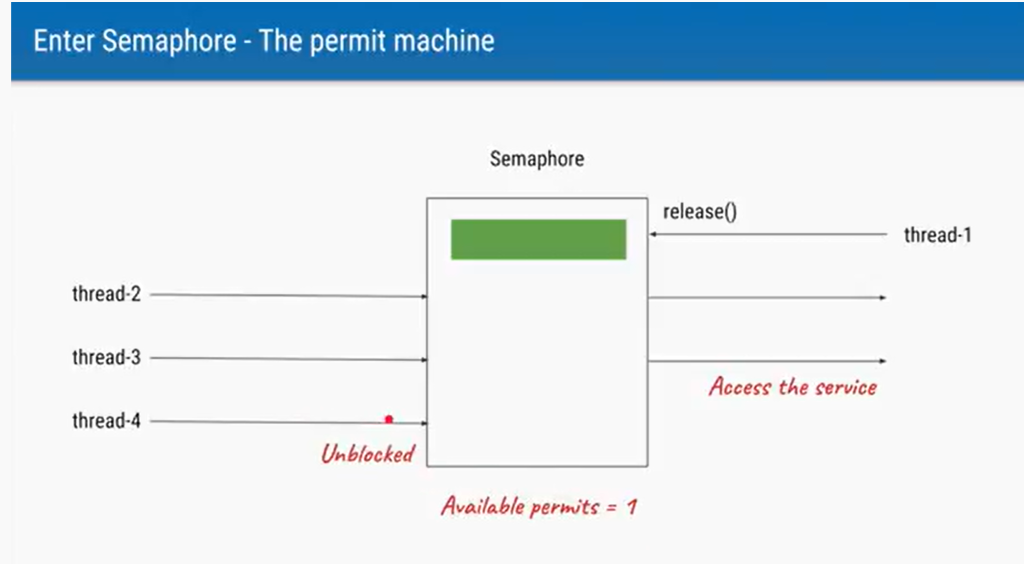 Enter Semaphore - The permit machine
Semaphore
release()
thread-1
thread-2
thread-3
Access the service
thread-4
Unblocked
Available permits = 1